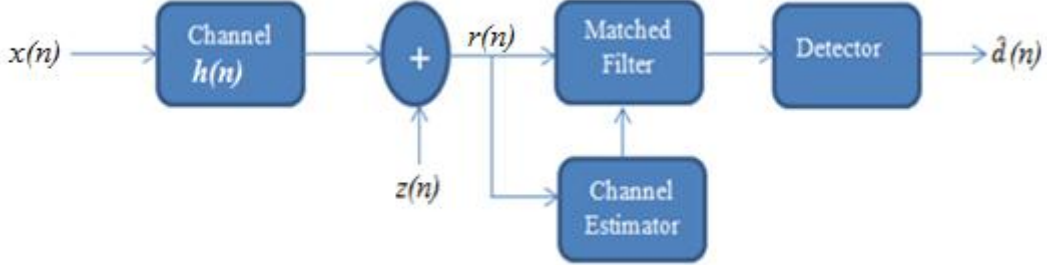 x(n)
Channel
h(n)
+
r(n)
z(n)
Matched
Filter
Channel
Estimator
Detector
d̂(n)